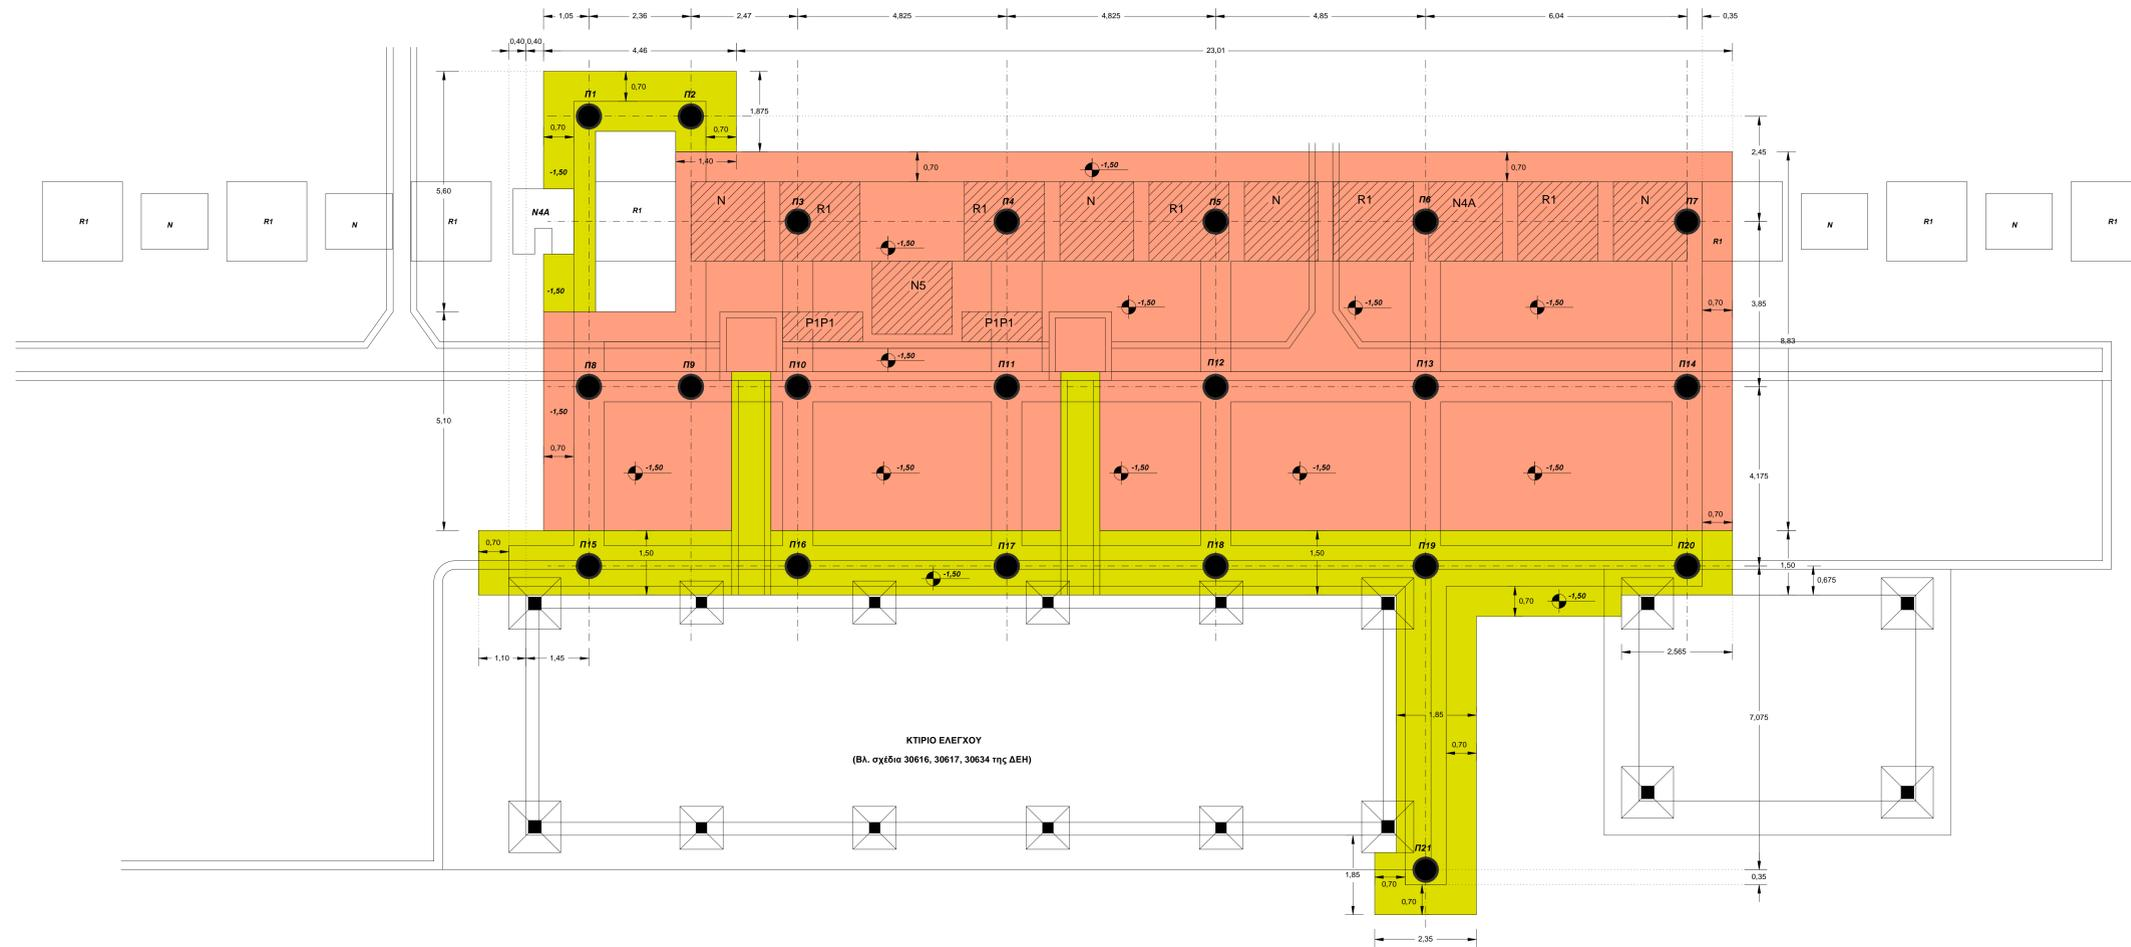 1,05 2,36 2,47 4,825 4,825 4,85 6,04 0,35
0,40 0,40 4,46 23,01
0,70 1,875
Π1 Π2
0,70 0,70 2,45
1,40 0,70 -1,50 0,70
-1,50
5,60
N R1 R1 N R1 N R1 N4A R1 N
Π3 Π4 Π5 Π6 Π7
R1 N R1 N R1 N4A R1 R1 N R1 N R1
-1,50
-1,50 N5
-1,50 -1,50 -1,50 0,70 3,85
P1P1 P1P1
8,83
-1,50
Π8 Π9 Π10 Π11 Π12 Π13 Π14
-1,50
5,10
0,70
-1,50 -1,50 -1,50 -1,50 -1,50 4,175
0,70
0,70 Π15 1,50 Π16 Π17 Π18 1,50 Π19 Π20
1,50
-1,50 0,675
0,70 -1,50
1,10 1,45 2,565
1,85 7,075
ΚΤΙΡΙΟ ΕΛΕΓΧΟΥ
0,70
(Βλ. σχέδια 30616, 30617, 30634 της ΔΕΗ)
Π21
1,85 0,70 0,35
0,70
2,35